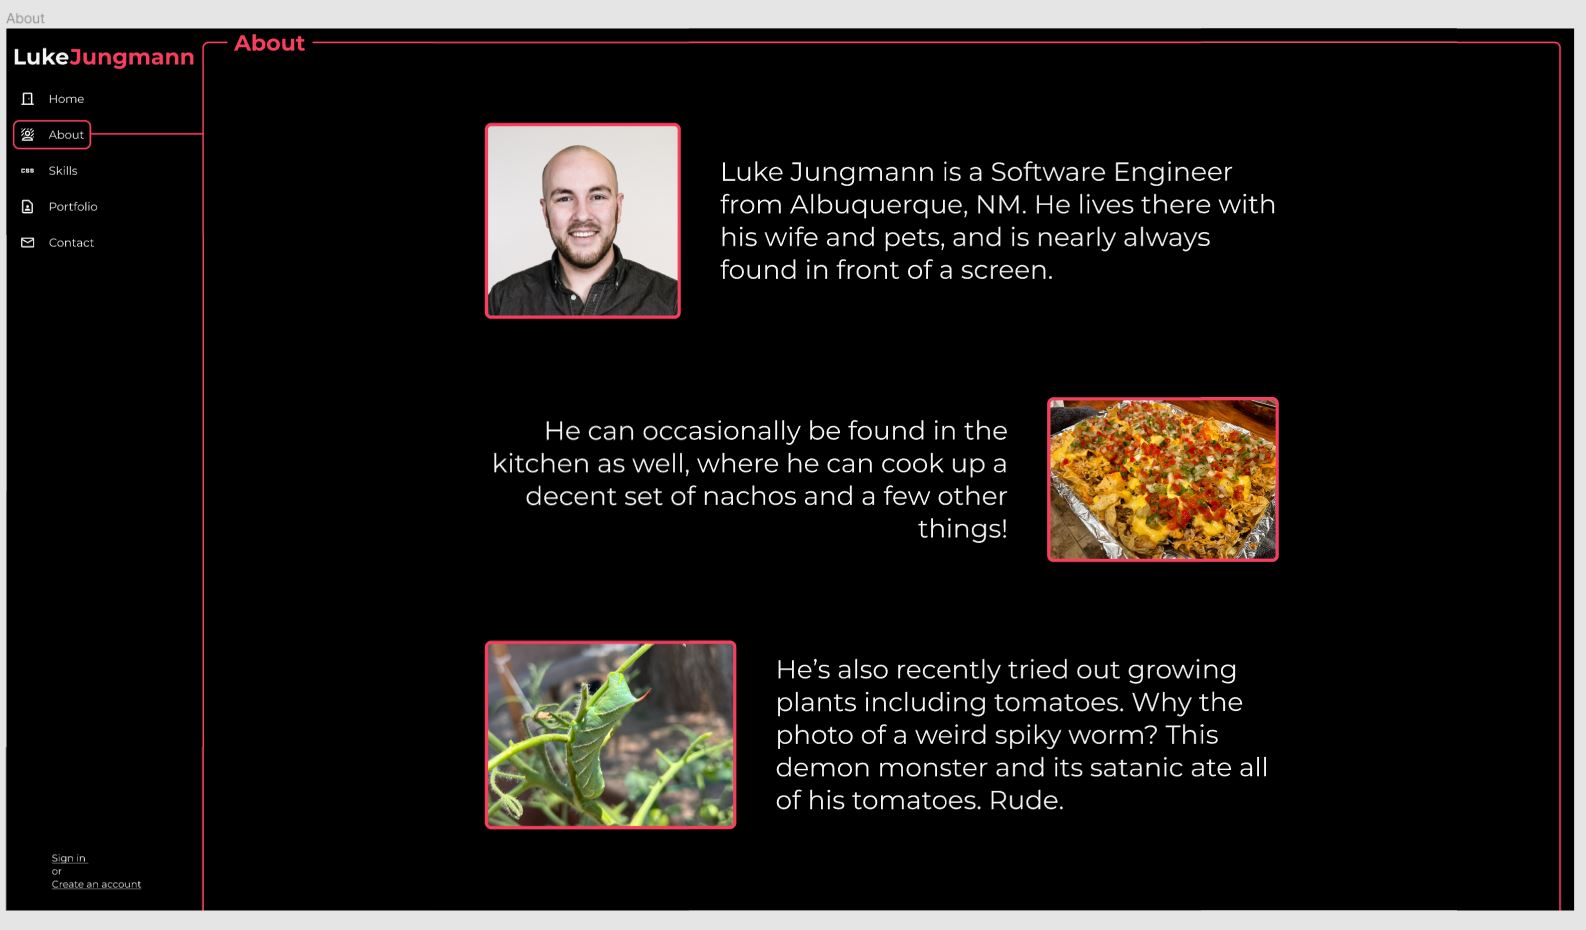 About
LukeJungmann
Home
About
Skills
Portfolio
Contact
Sign in
or
Create an account
About
Luke Jungmann is a Software Engineer
from Albuquerque, NM. He lives there with
his wife and pets, and is nearly always
found in front of a screen.
He can occasionally be found in the
kitchen as well, where he can cook up a
decent set of nachos and a few other
things!
He’s also recently tried out growing
plants including tomatoes. Why the
photo of a weird spiky worm? This
demon monster and its satanic ate all
of his tomatoes. Rude.